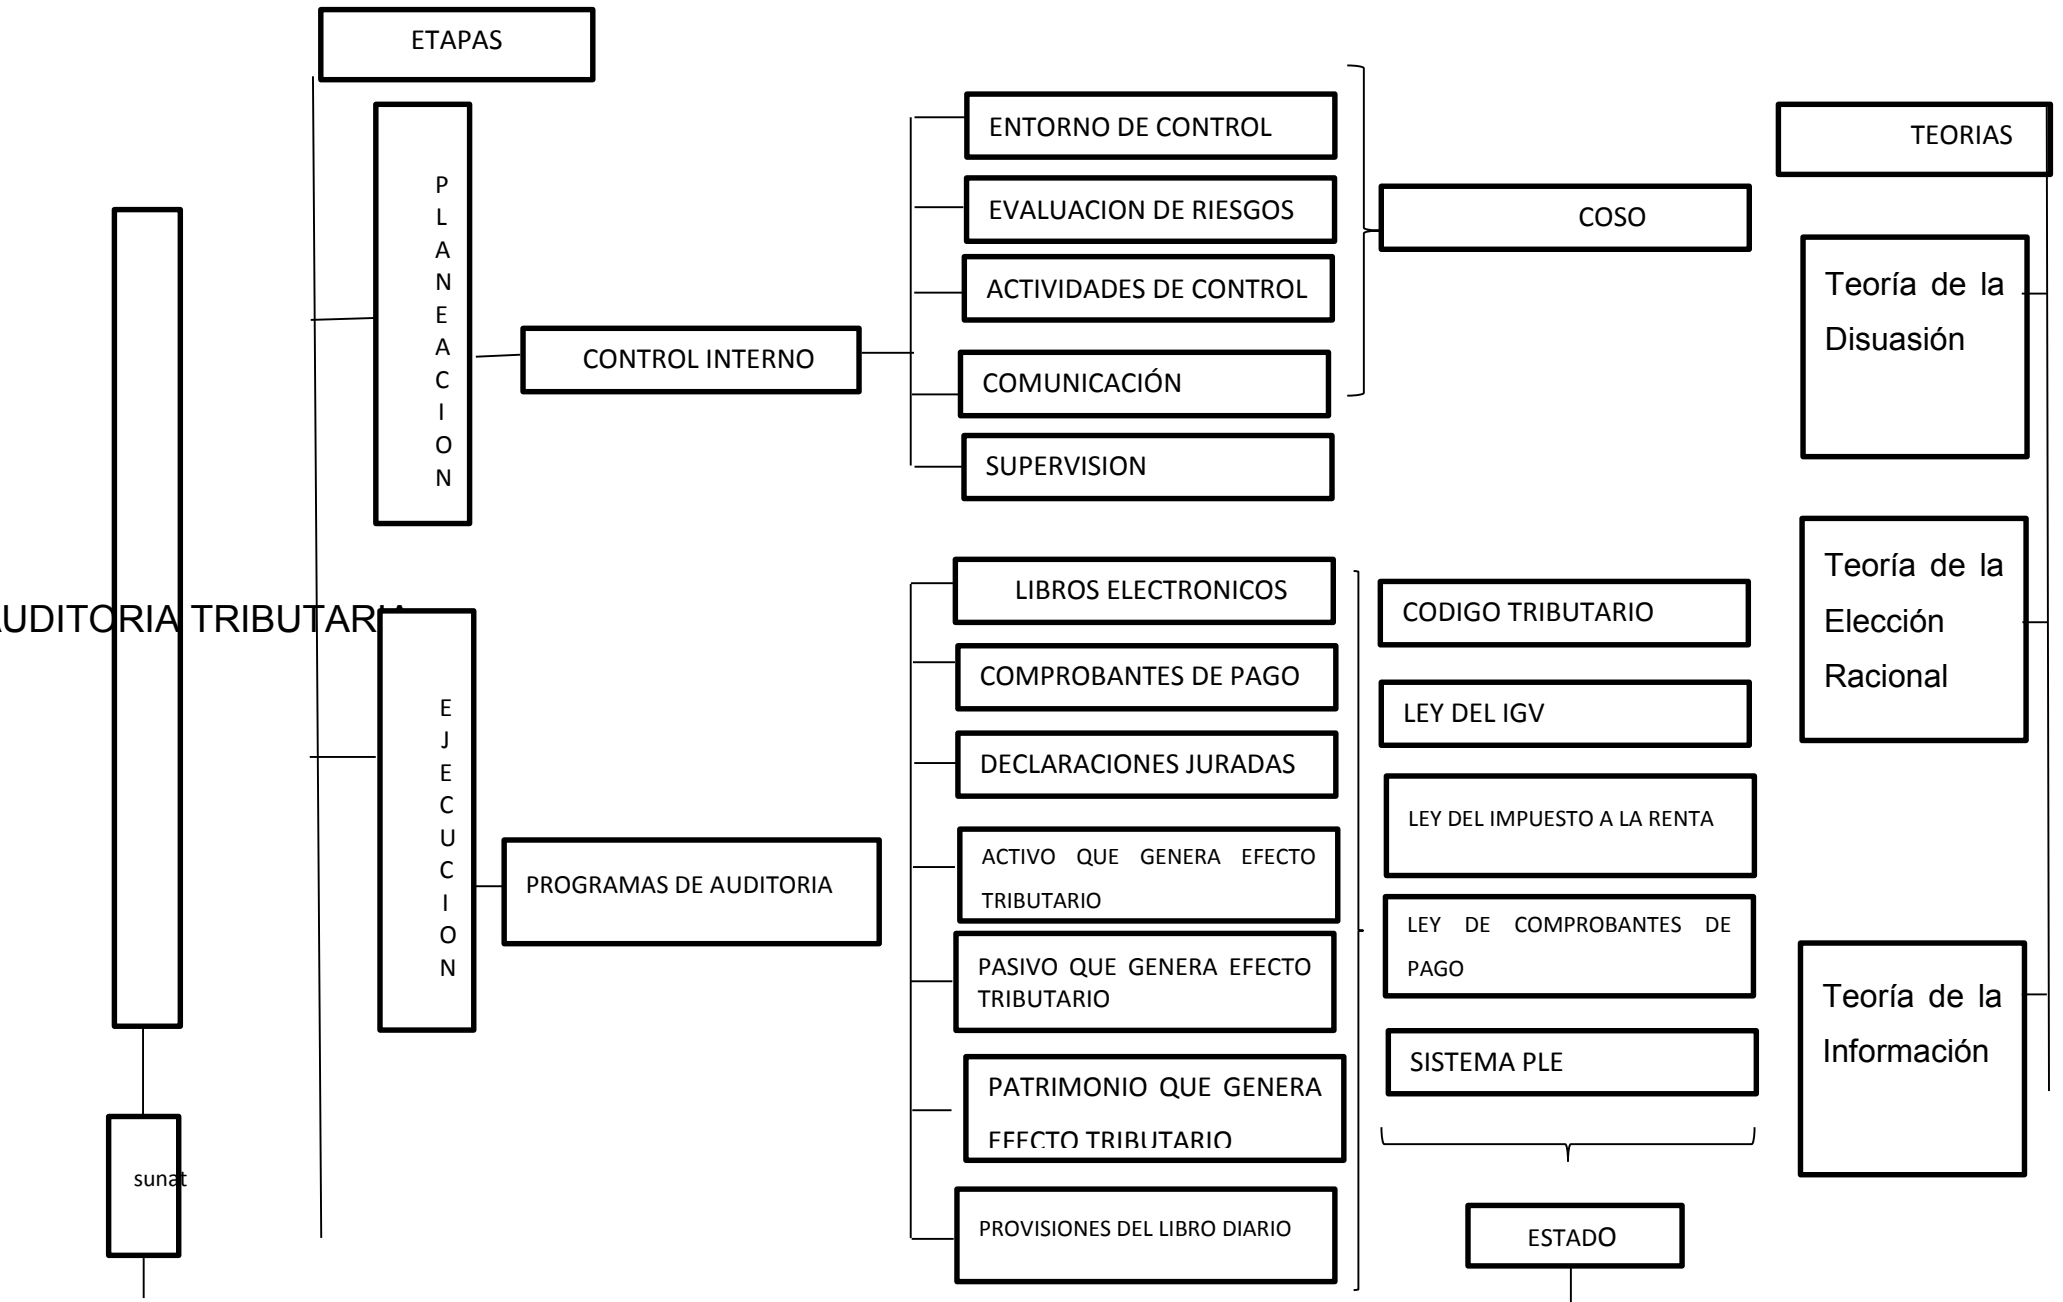 ETAPAS
P
L
A
N
E
A
C
I
O
N
CONTROL INTERNO
ENTORNO DE CONTROL
EVALUACION DE RIESGOS
ACTIVIDADES DE CONTROL
COMUNICACIÓN
SUPERVISION
COSO
TEORIAS
Teoría de la
Disuasión
Teoría de la
Elección
Racional
Teoría de la
Información
AUDITORIA TRIBUTARIA
E
J
E
C
U
C
I
O
N
PROGRAMAS DE AUDITORIA
LIBROS ELECTRONICOS
COMPROBANTES DE PAGO
DECLARACIONES JURADAS
ACTIVO QUE GENERA EFECTO
TRIBUTARIO
PASIVO QUE GENERA EFECTO
TRIBUTARIO
PATRIMONIO QUE GENERA
EFECTO TRIBUTARIO
PROVISIONES DEL LIBRO DIARIO
CODIGO TRIBUTARIO
LEY DEL IGV
LEY DEL IMPUESTO A LA RENTA
LEY DE COMPROBANTES DE
PAGO
SISTEMA PLE
ESTADO
sunat